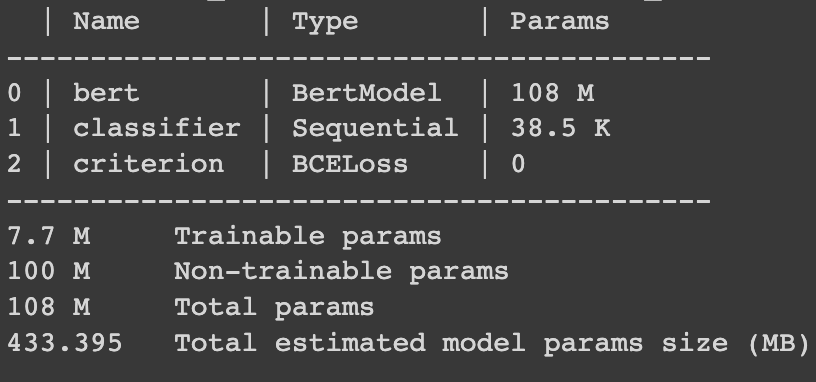 | Name       | Type       | Params
------------------------------------------
0 | bert       | BertModel  | 108 M
1 | classifier | Sequential | 38.5 K
2 | criterion  | BCELoss    | 0
------------------------------------------
7.7 M     Trainable params
100 M     Non-trainable params
108 M     Total params
433.395   Total estimated model params size (MB)